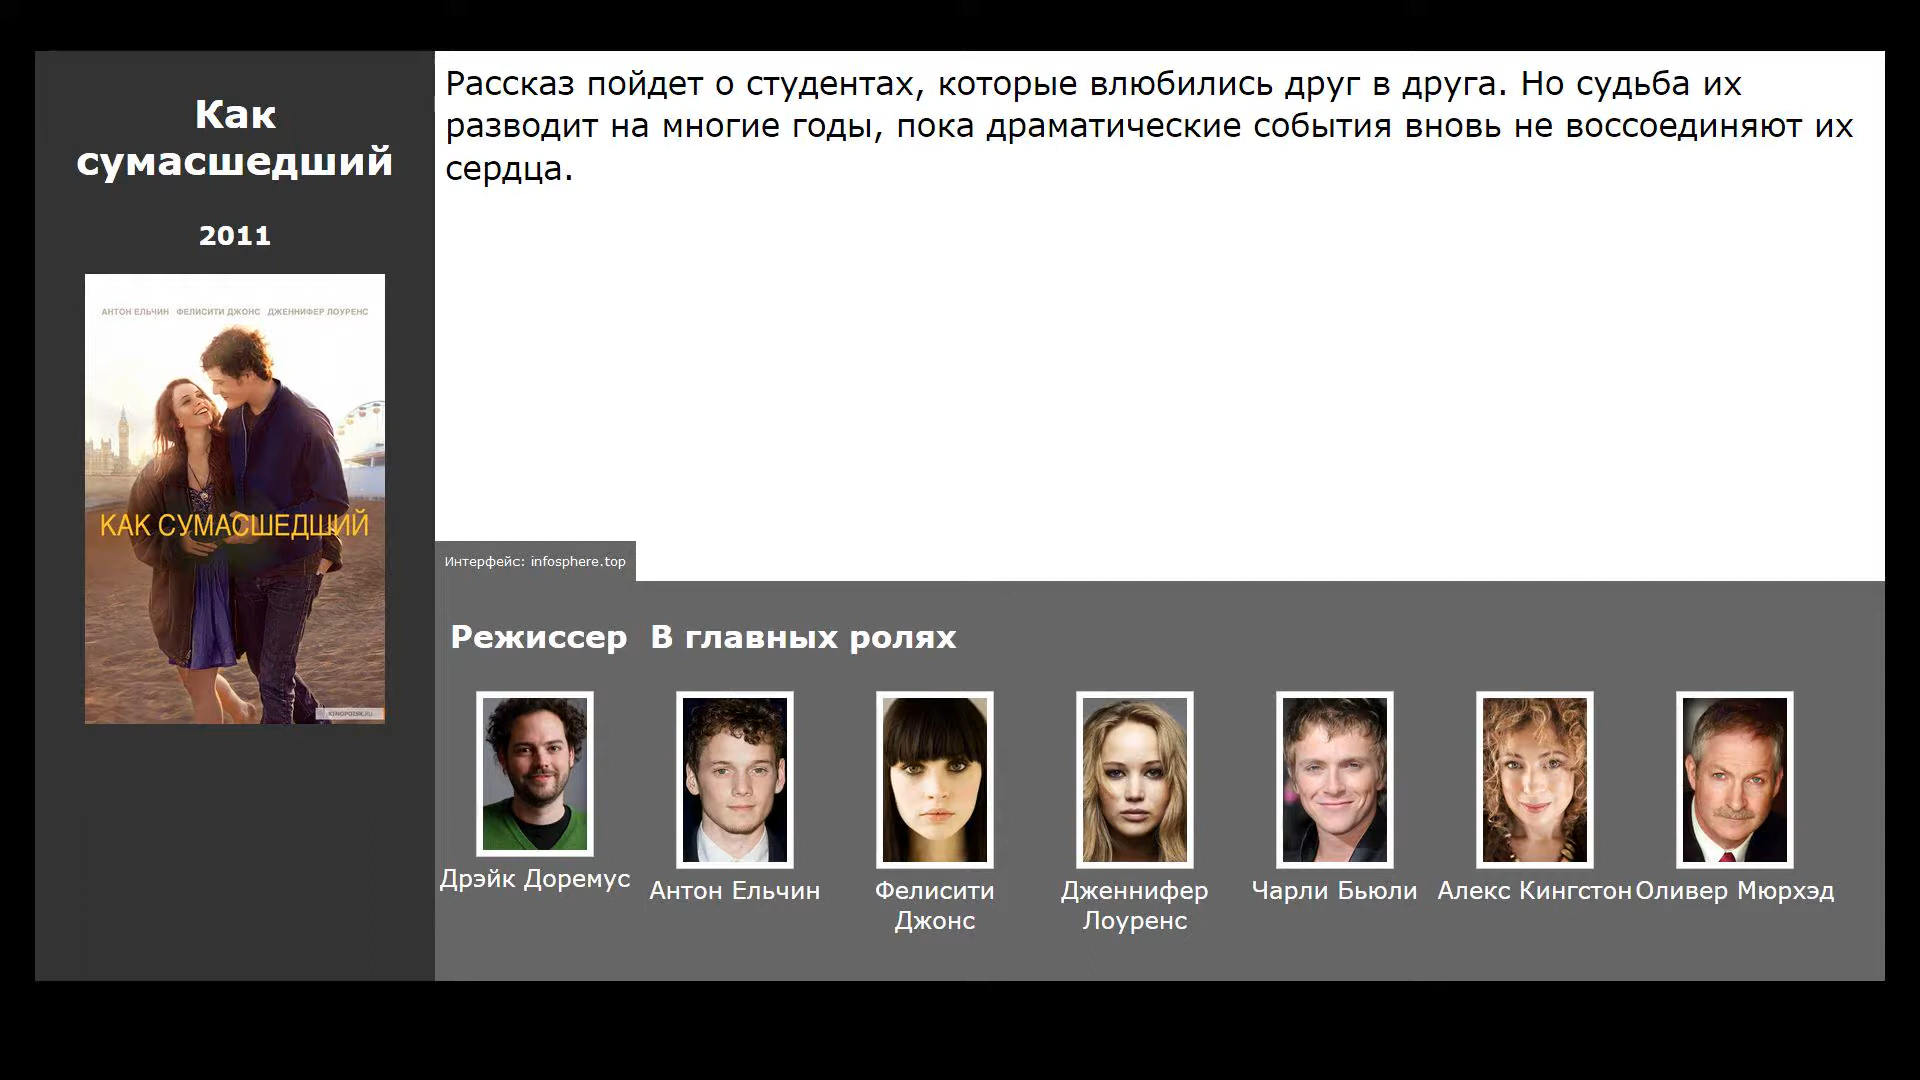 Как
сумасшедший
2011
АНТОН ЕЛЬЧИН ФЕЛИСИТИ ДЖОНС ДЖЕННИФЕР ЛОУРЕНС
КАК СУМАСШЕДШИЙ
KINOPOISK.RU
Рассказ пойдет о студентах, которые влюбились друг в друга. Но судьба их
разводит на многие годы, пока драматические события вновь не воссоединяют их
сердца.
Интерфейс: infosphere.top
Режиссер В главных ролях
Дрэйк Доремус
Антон Ельчин
Фелисити
Джонс
Дженнифер
Лоуренс
Чарли Бьюли
Алекс Кингстон
Оливер Мюрхэд